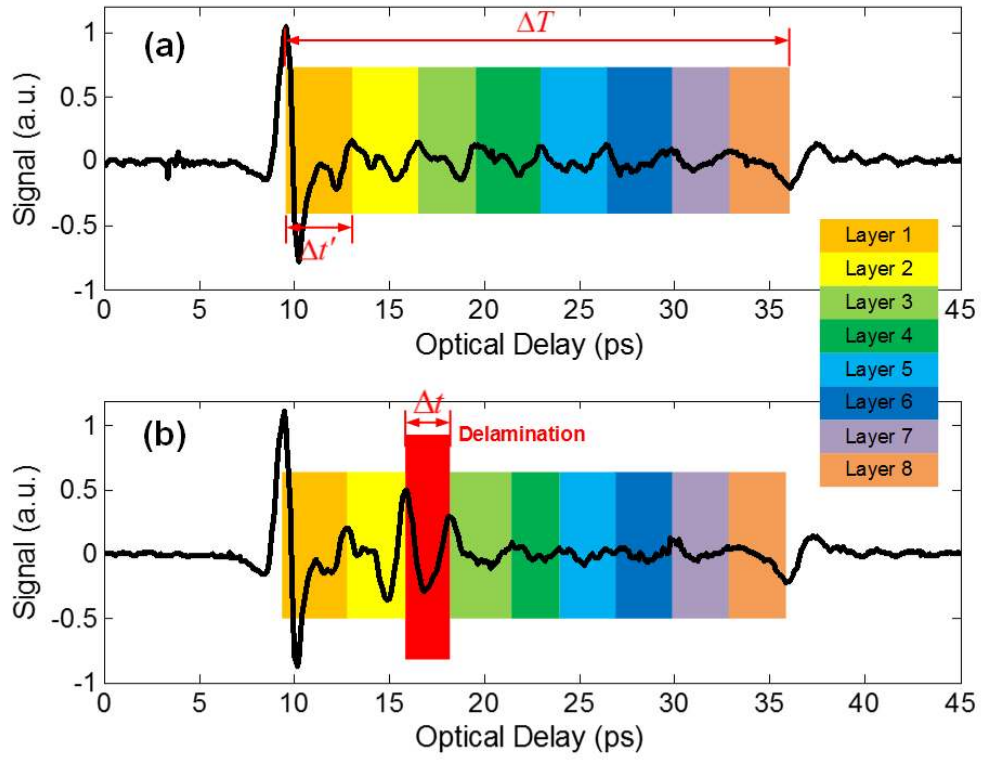 (a)
ΔT
Signal (a.u.)
1
0.5
0
-0.5
-1
Δt′
0 5 10 15 20 25 30 35 45
Optical Delay (ps)
Layer 1
Layer 2
Layer 3
Layer 4
Layer 5
Layer 6
Layer 7
Layer 8
(b)
Δt
Delamination
Signal (a.u.)
1
0.5
0
-0.5
-1
0 5 10 15 20 25 30 35 40 45
Optical Delay (ps)